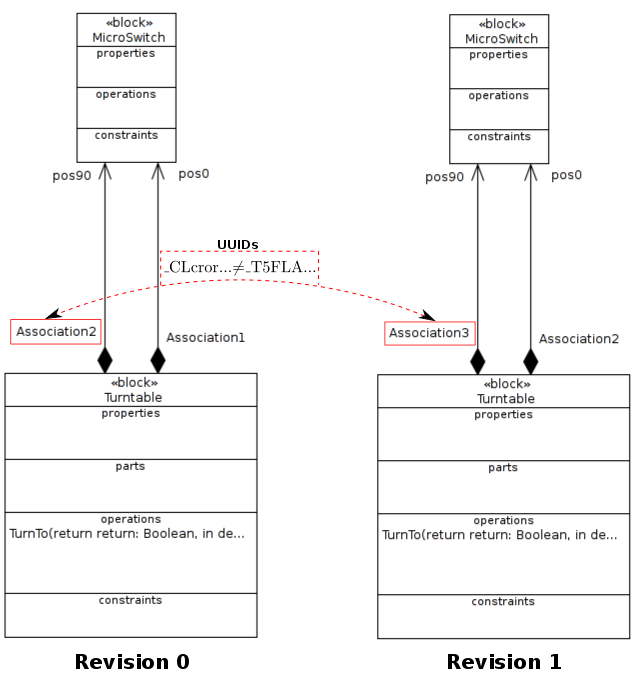 «block»
MicroSwitch
properties
operations
constraints
pos90
pos0
Association2
Association1
«block»
Turntable
properties
parts
operations
TurnTo(return return: Boolean, in de...
constraints
Revision 0
UUIDs
_CLcror...≠_T5FLA...
«block»
MicroSwitch
properties
operations
constraints
pos90
pos0
Association3
Association2
«block»
Turntable
properties
parts
operations
TurnTo(return return: Boolean, in de...
constraints
Revision 1